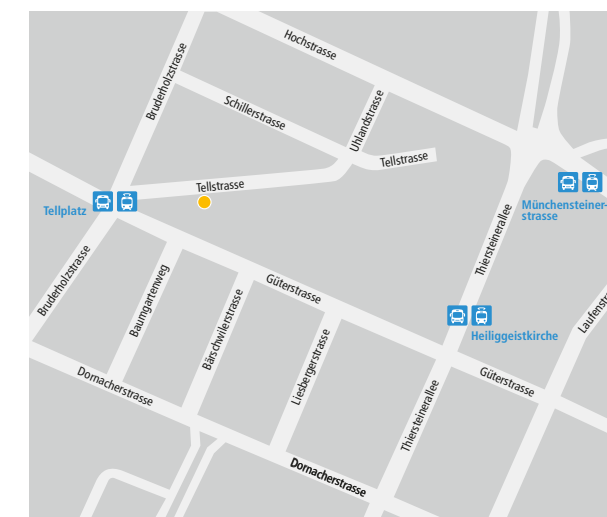 Hochstrasse
Bruderholzstrasse
Schillerstrasse
Uhlandstrasse
Tellstrasse
Tellstrasse
Tellplatz
Münchensteiner-
strasse
Thiersteinerallee
Bruderholzstrasse
Baumgartenweg
Bärschwilerstrasse
Güterstrasse
Liesbergerstrasse
Laufenstr
Heiliggeistkirche
Güterstrasse
Dornacherstrasse
Thiersteinerallee
Dornacherstrasse